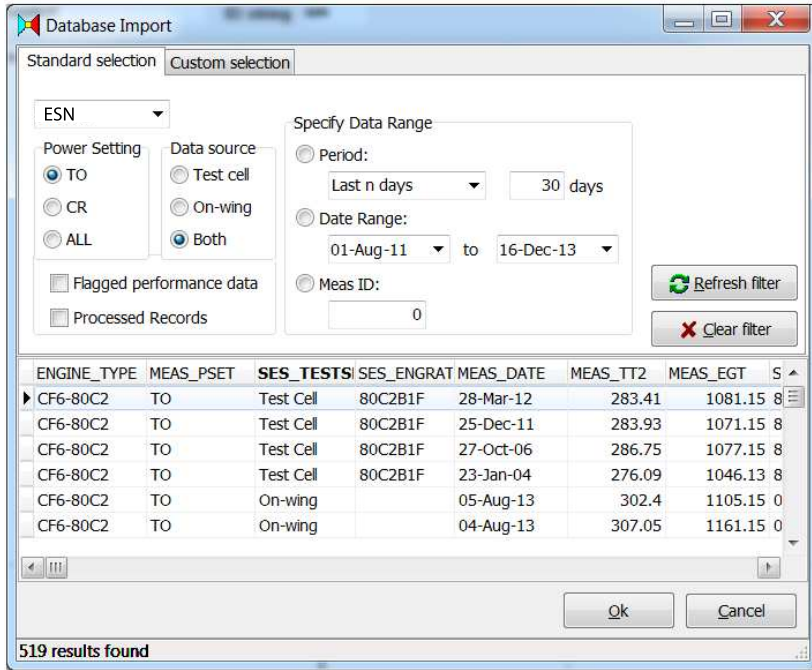 Database Import
Standard selection Custom selection
ESN
Power Setting Data source
TO Test cell
CR On-wing
ALL Both
Flagged performance data
Processed Records
Specify Data Range
Period:
Last n days 30 days
Date Range:
01-Aug-11 to 16-Dec-13
Meas ID:
0
Refresh filter
Clear filter
ENGINE_TYPE MEAS_PSET SES_TESTS SES_ENGRAT MEAS_DATE MEAS_TT2 MEAS_EGT S
CF6-80C2 TO Test Cell 80C2B1F 28-Mar-12 283.41 1081.15 8
CF6-80C2 TO Test Cell 80C2B1F 25-Dec-11 283.93 1071.15 8
CF6-80C2 TO Test Cell 80C2B1F 27-Oct-06 286.75 1077.15 8
CF6-80C2 TO Test Cell 80C2B1F 23-Jan-04 276.09 1046.13 8
CF6-80C2 TO On-wing 05-Aug-13 302.4 1105.15 0
CF6-80C2 TO On-wing 04-Aug-13 307.05 1161.15 0
Ok Cancel
519 results found